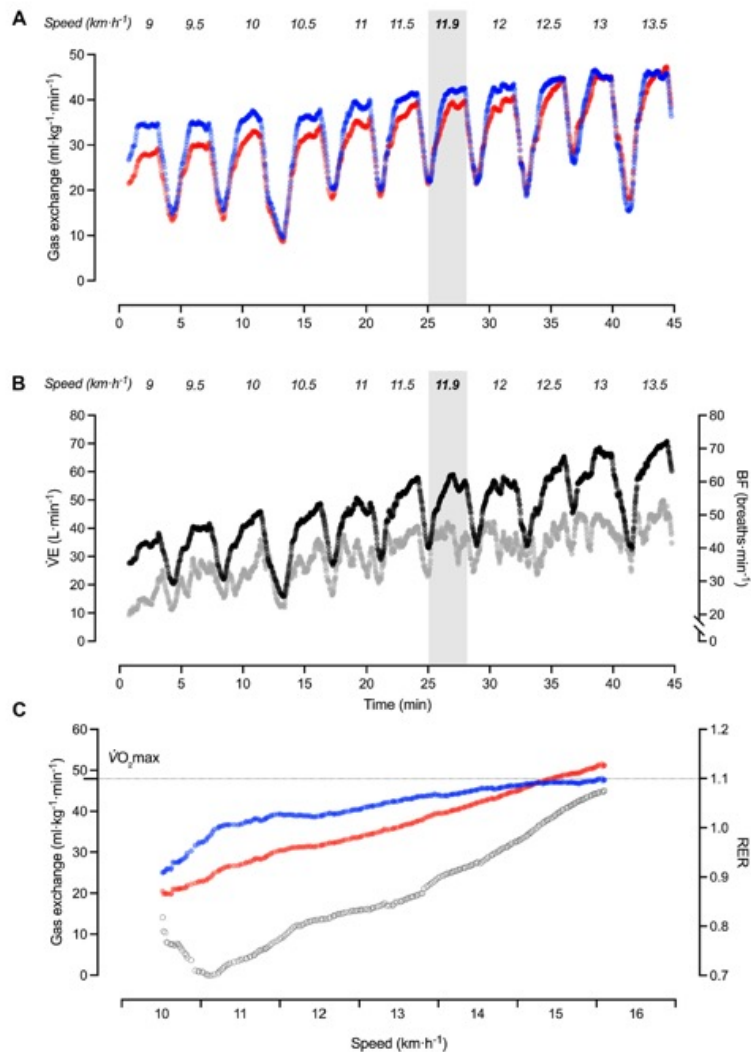 A
Speed (km·h⁻¹) 9 9.5 10 10.5 11 11.5 11.9 12 12.5 13 13.5
Gas exchange (ml·kg⁻¹·min⁻¹)
50
40
30
20
10
0
0 5 10 15 20 25 30 35 40 45
B
Speed (km·h⁻¹) 9 9.5 10 10.5 11 11.5 11.9 12 12.5 13 13.5
V̇E (L·min⁻¹)
80
70
60
50
40
30
20
10
0
BF (breaths·min⁻¹)
80
70
60
50
40
30
20
0
0 5 10 15 20 25 30 35 40 45
Time (min)
C
Gas exchange (ml·kg⁻¹·min⁻¹)
60
50
40
30
20
10
0
V̇O₂max
RER
1.2
1.1
1.0
0.9
0.8
0.7
10 11 12 13 14 15 16
Speed (km·h⁻¹)